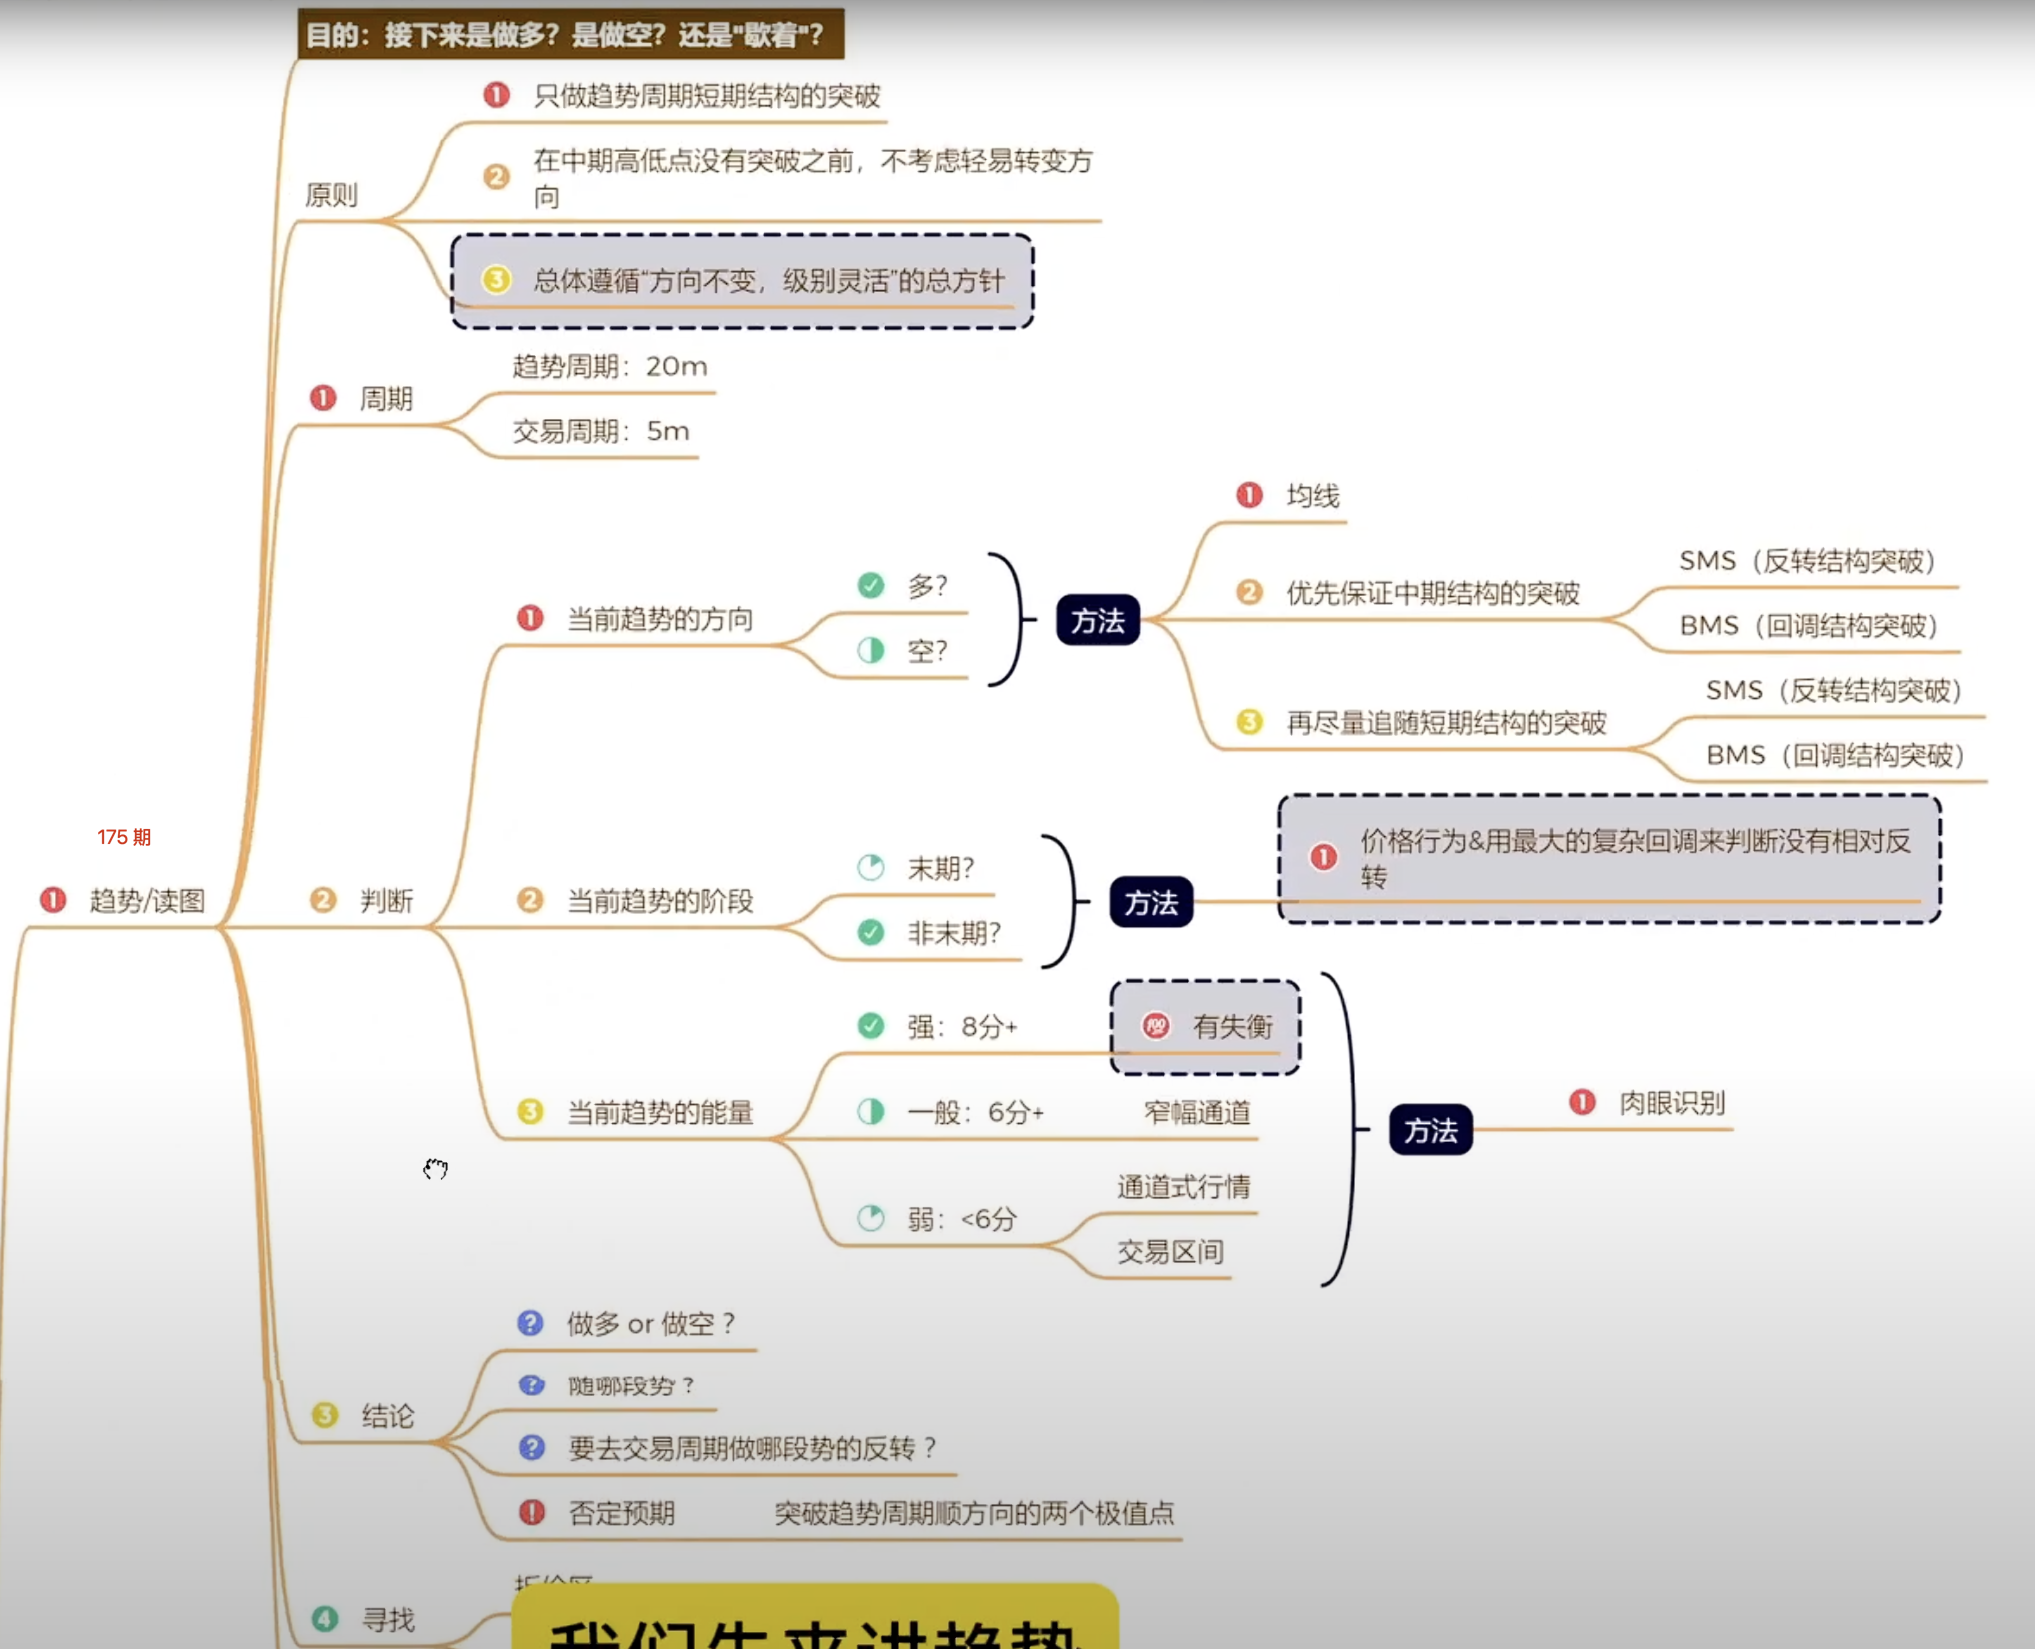 目的：接下来是做多？是做空？还是"歇着"？
原则
1 只做趋势周期短期结构的突破
2 在中期高低点没有突破之前，不考虑轻易转变方
向
3 总体遵循“方向不变，级别灵活”的总方针
1 周期
趋势周期：20m
交易周期：5m
175 期
1 趋势/读图
2 判断
1 当前趋势的方向
多？
空？
方法
1 均线
2 优先保证中期结构的突破
SMS（反转结构突破）
BMS（回调结构突破）
3 再尽量追随短期结构的突破
SMS（反转结构突破）
BMS（回调结构突破）
2 当前趋势的阶段
末期？
非末期？
方法
1 价格行为&用最大的复杂回调来判断没有相对反
转
3 当前趋势的能量
强：8分+
100 有失衡
一般：6分+
窄幅通道
弱：<6分
通道式行情
交易区间
方法
1 肉眼识别
3 结论
? 做多 or 做空？
? 随哪段势？
? 要去交易周期做哪段势的反转？
! 否定预期
突破趋势周期顺方向的两个极值点
4 寻找
我们先来讲趋势